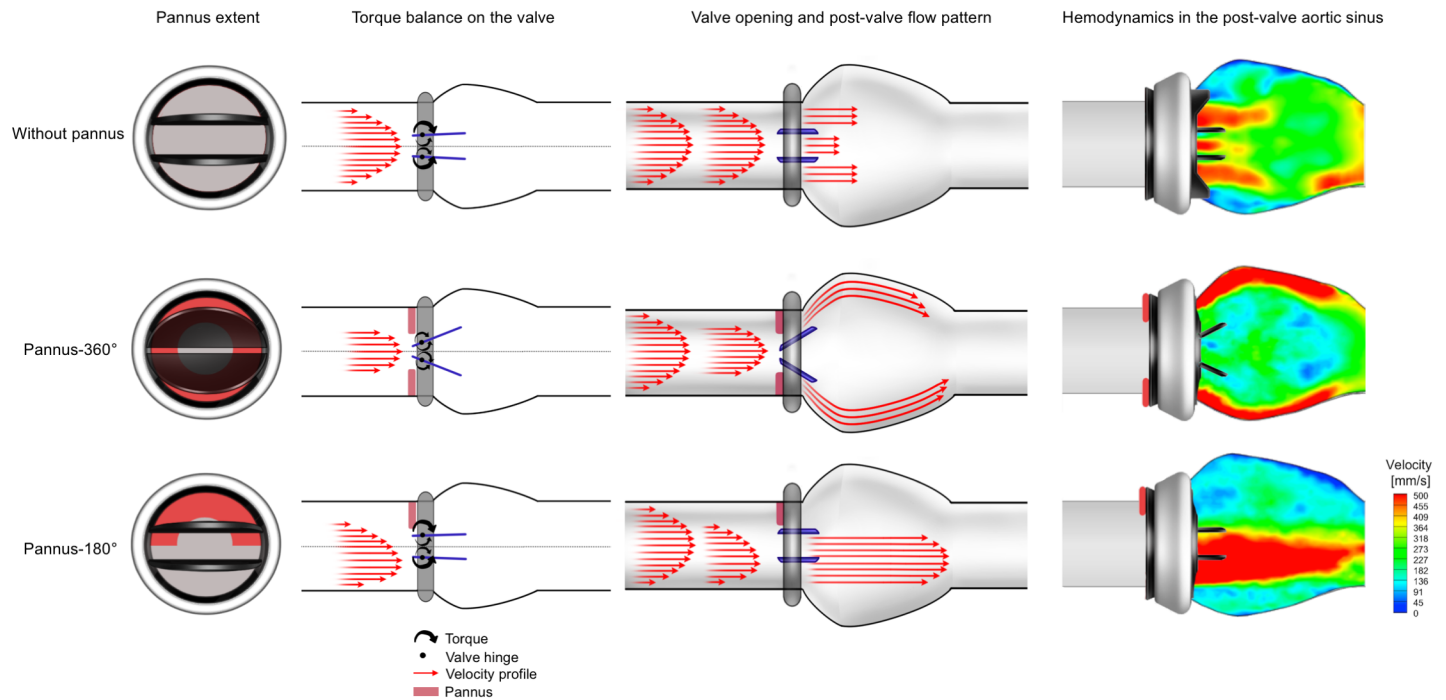 Pannus extent
Torque balance on the valve
Valve opening and post-valve flow pattern
Hemodynamics in the post-valve aortic sinus
Without pannus
Pannus-360°
Pannus-180°
Velocity
[mm/s]
500
455
409
364
318
273
227
182
136
91
45
0
Torque
Valve hinge
Velocity profile
Pannus